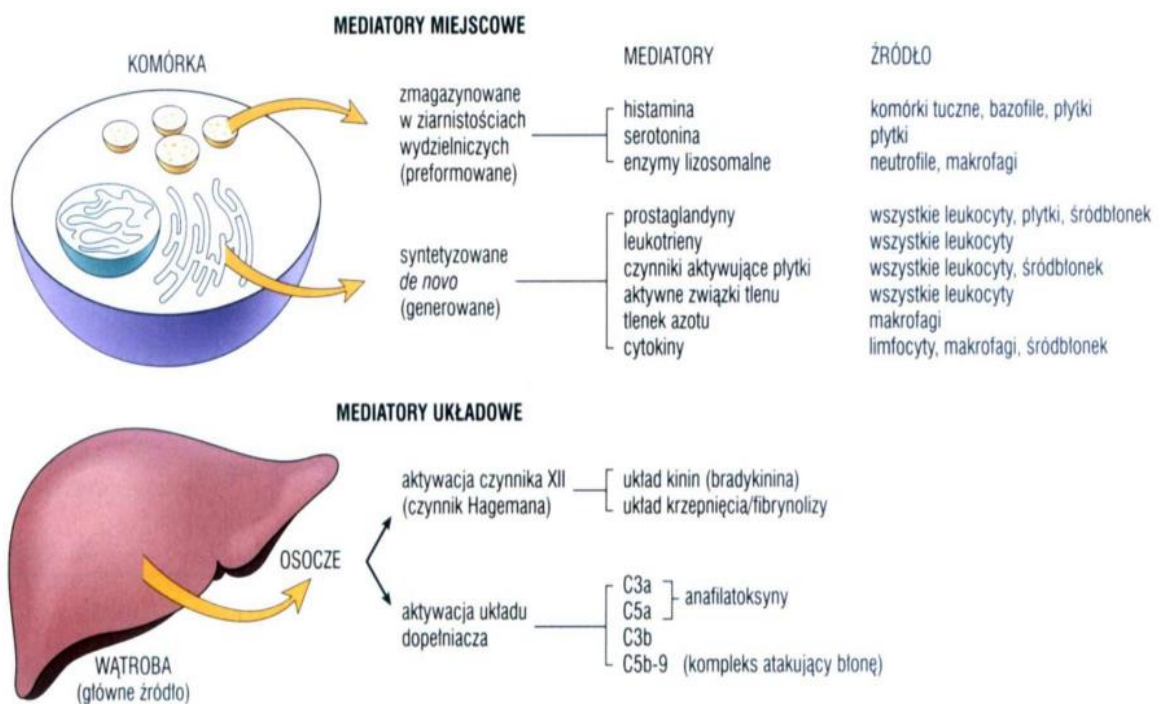 MEDIATORY MIEJSCOWE
KOMÓRKA
MEDIATORY
ŹRÓDŁO
zmagazynowane
w ziarnistościach
wydzielniczych
(preformowane)
histamina
komórki tuczne, bazofile, płytki
serotonina
płytki
enzymy lizosomalne
neutrofile, makrofagi
syntetyzowane
de novo
(generowane)
prostaglandyny
wszystkie leukocyty, płytki, śródbłonek
leukotrieny
wszystkie leukocyty
czynniki aktywujące płytki
wszystkie leukocyty, śródbłonek
aktywne związki tlenu
wszystkie leukocyty
tlenek azotu
makrofagi
cytokiny
limfocyty, makrofagi, śródbłonek
MEDIATORY UKŁADOWE
WĄTROBA
(główne źródło)
OSOCZE
aktywacja czynnika XII
(czynnik Hagemana)
układ kinin (bradykinina)
układ krzepnięcia/fibrynolizy
aktywacja układu
dopełniacza
C3a
C5a
anafilatoksyny
C3b
C5b-9 (kompleks atakujący błonę)